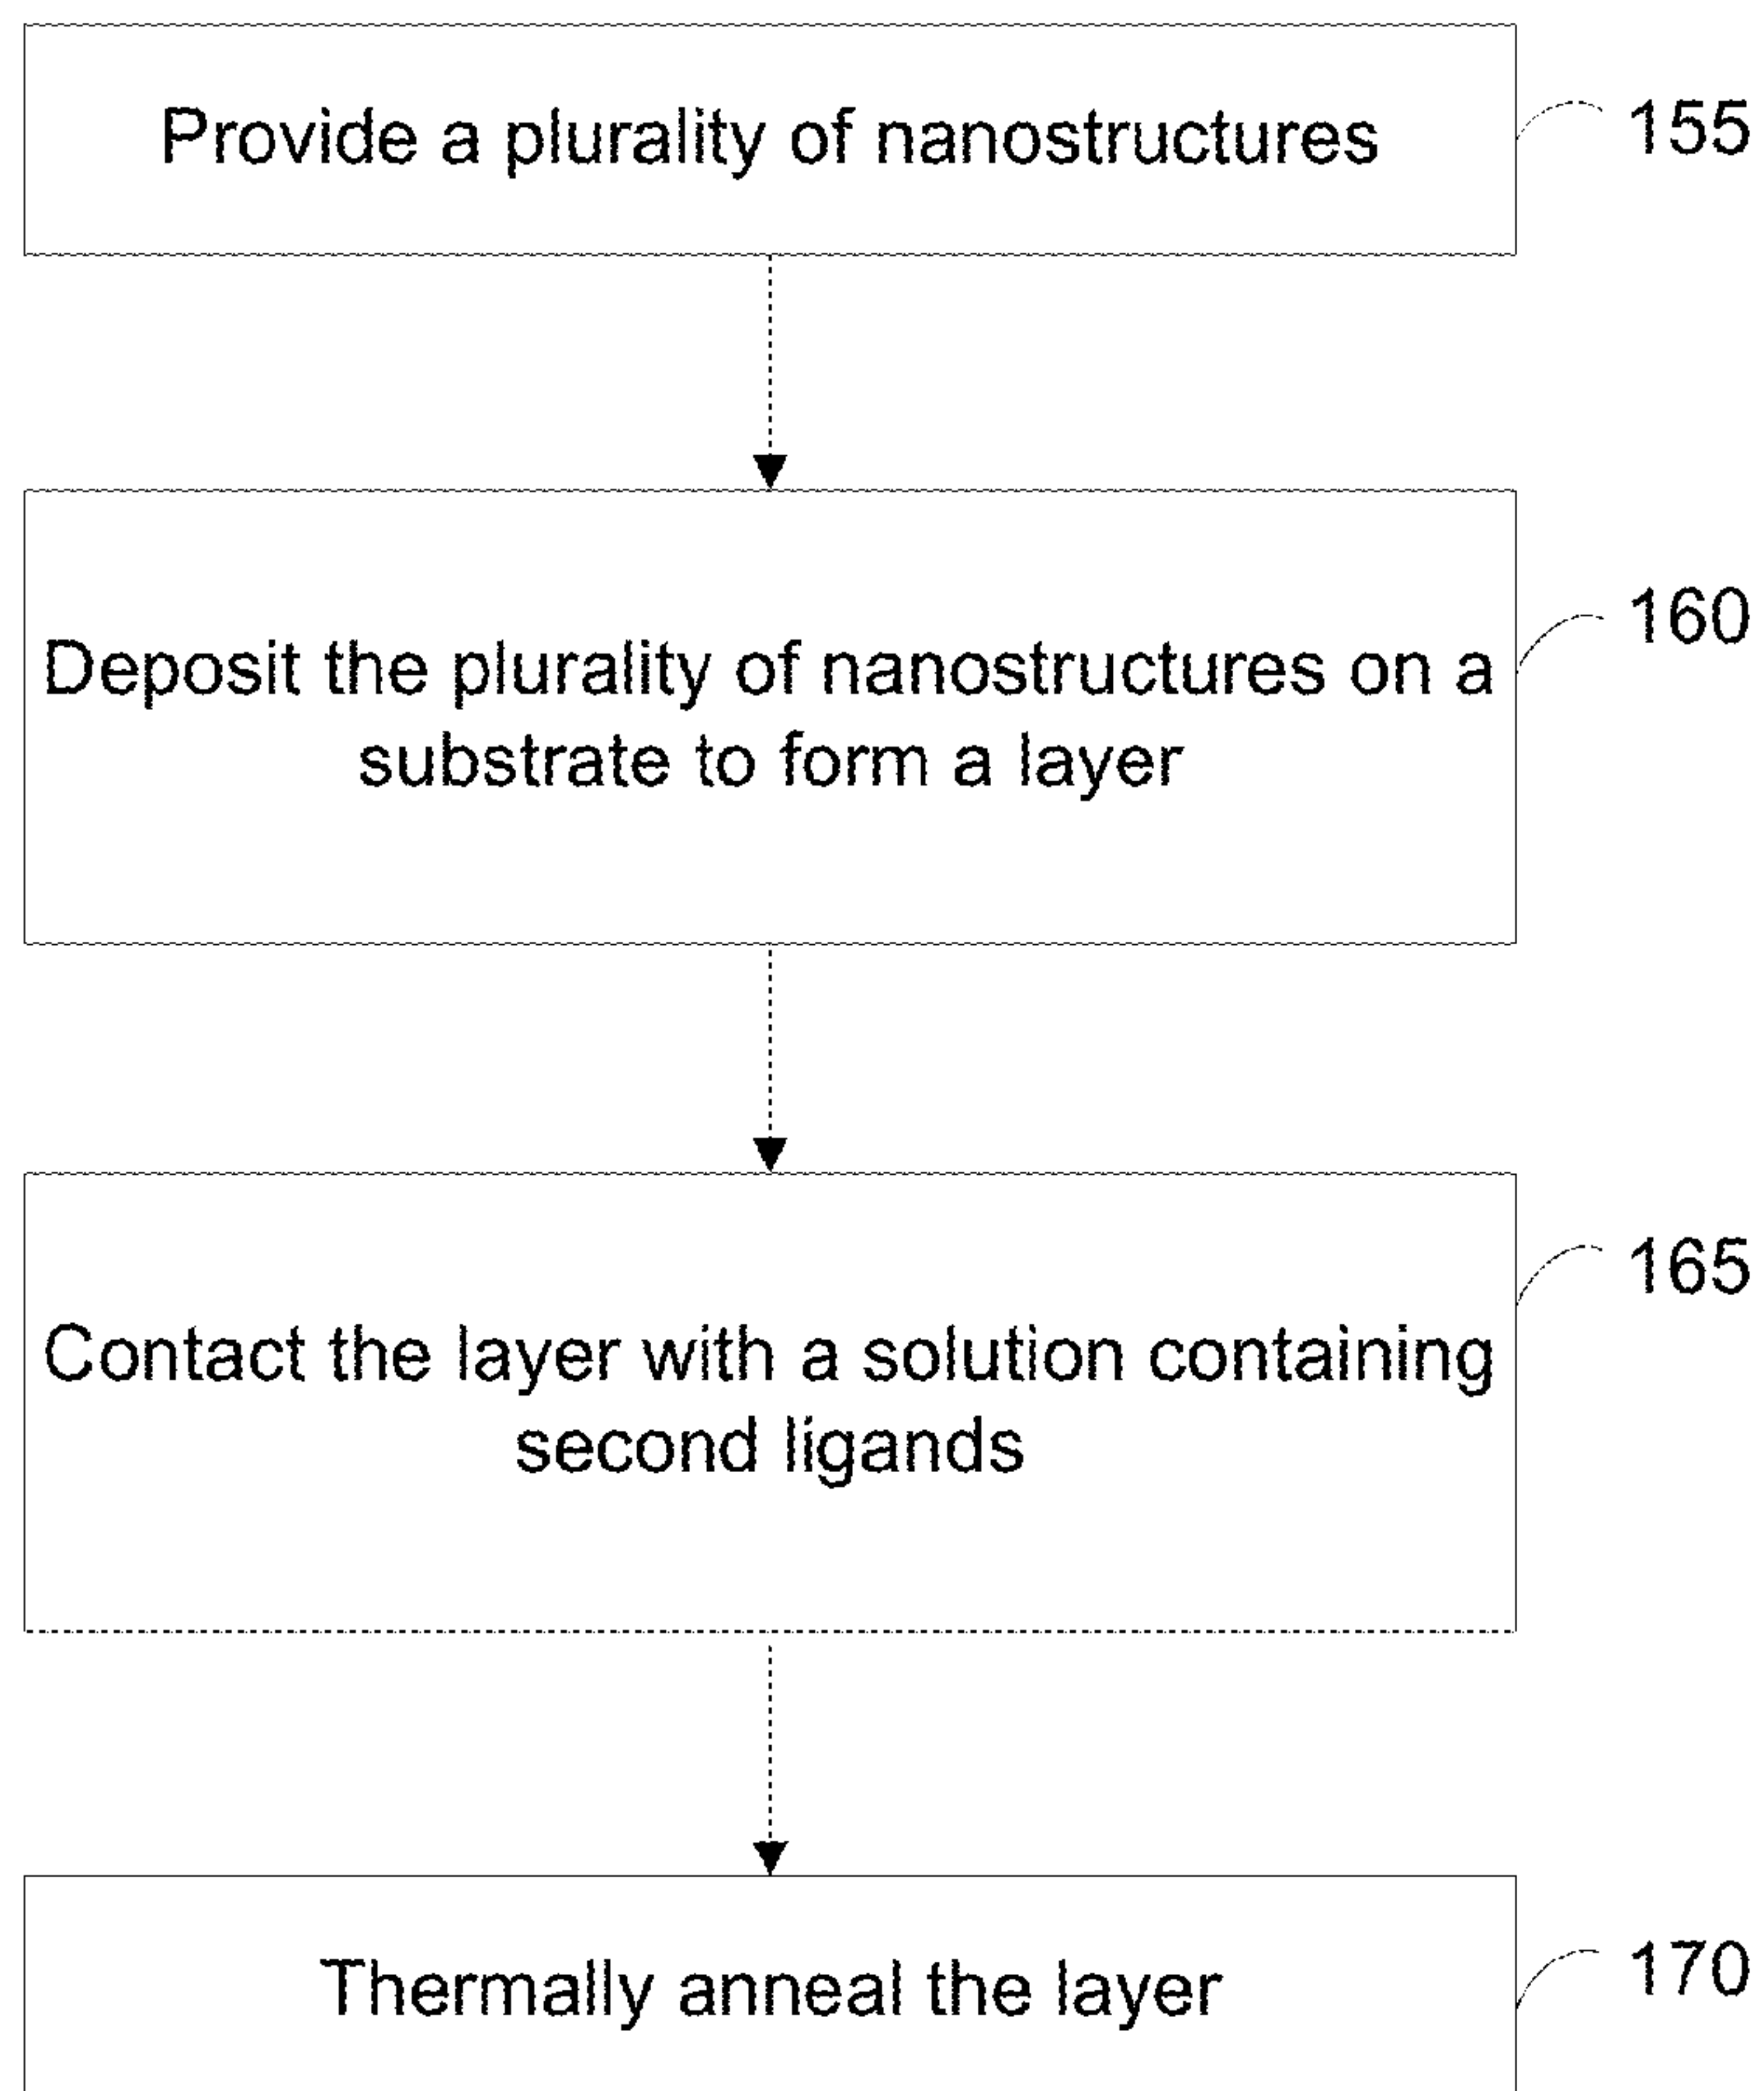 Provide a plurality of nanostructures
155
Deposit the plurality of nanostructures on a
substrate to form a layer
160
Contact the layer with a solution containing
second ligands
165
Thermally anneal the layer
170